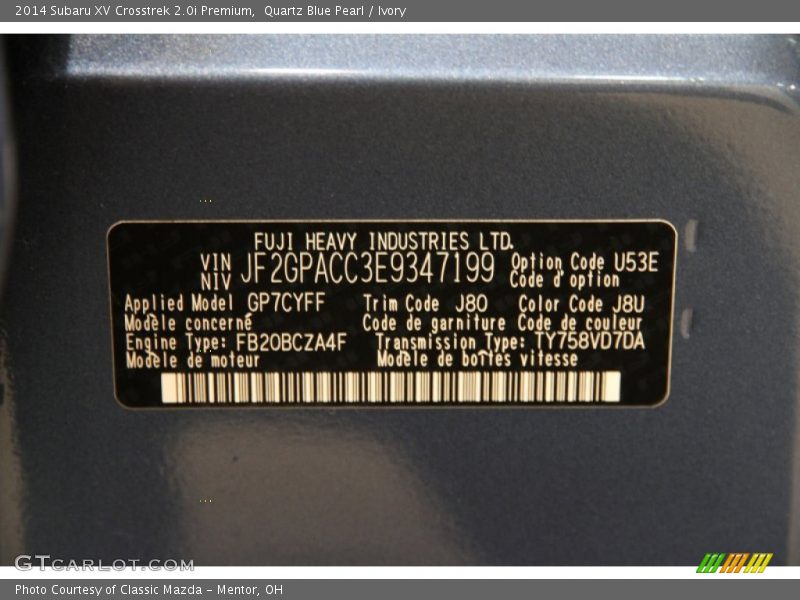 2014 Subaru XV Crosstrek 2.0i Premium, Quartz Blue Pearl / Ivory
FUJI HEAVY INDUSTRIES LTD.
VIN
NIV JF2GPACC3E9347199
Option Code U53E
Code d'option
Applied Model GP7CYFF Trim Code J80 Color Code J8U
Modèle concerné Code de garniture Code de couleur
Engine Type: FB20BCZA4F Transmission Type: TY758VD7DA
Modèle de moteur Modèle de boîtes vitesse
GTCARLOT.COM
Photo Courtesy of Classic Mazda - Mentor, OH